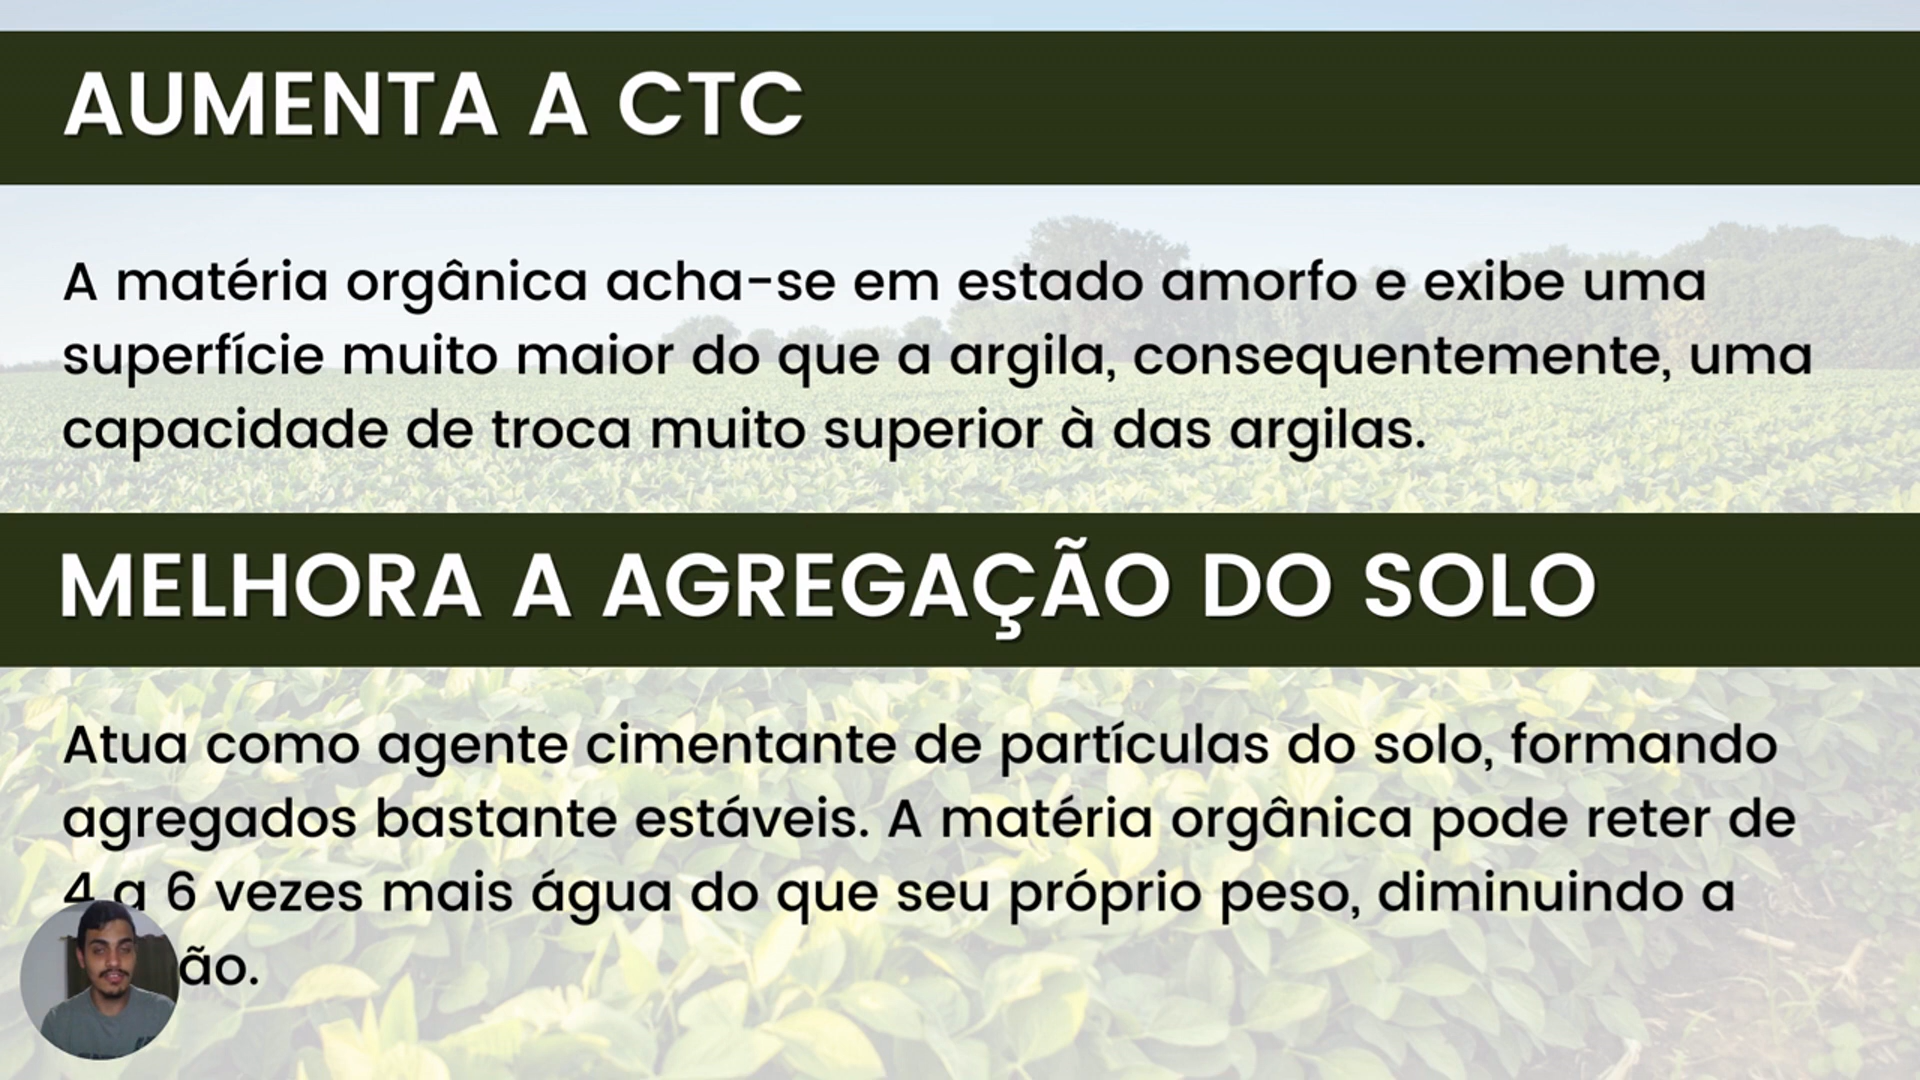 AUMENTA A CTC
A matéria orgânica acha-se em estado amorfo e exibe uma
superfície muito maior do que a argila, consequentemente, uma
capacidade de troca muito superior à das argilas.
MELHORA A AGREGAÇÃO DO SOLO
Atua como agente cimentante de partículas do solo, formando
agregados bastante estáveis. A matéria orgânica pode reter de
4 a 6 vezes mais água do que seu próprio peso, diminuindo a